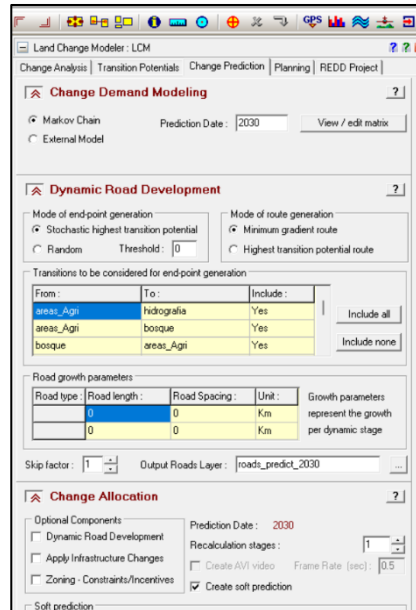 GPS
Land Change Modeler : LCM
? ?
Change Analysis | Transition Potentials | Change Prediction | Planning | REDD Project
Change Demand Modeling ?
Markov Chain Prediction Date : 2030 View / edit matrix
External Model
Dynamic Road Development ?
Mode of end-point generation Mode of route generation
Stochastic highest transition potential Minimum gradient route
Random Threshold : 0 Highest transition potential route
Transitions to be considered for end-point generation
From : To : Include :
areas_Agri hidrografia Yes Include all
areas_Agri bosque Yes
bosque areas_Agri Yes Include none
Road growth parameters
Road type : Road length : Road Spacing : Unit : Growth parameters
0 0 Km represent the growth
0 0 Km per dynamic stage
Skip factor : 1 Output Roads Layer : roads_predict_2030 ...
Change Allocation ?
Optional Components Prediction Date : 2030
Dynamic Road Development Recalculation stages : 1
Apply Infrastructure Changes Create AVI video Frame Rate (sec) : 0.5
Zoning - Constraints/Incentives Create soft prediction
Soft prediction